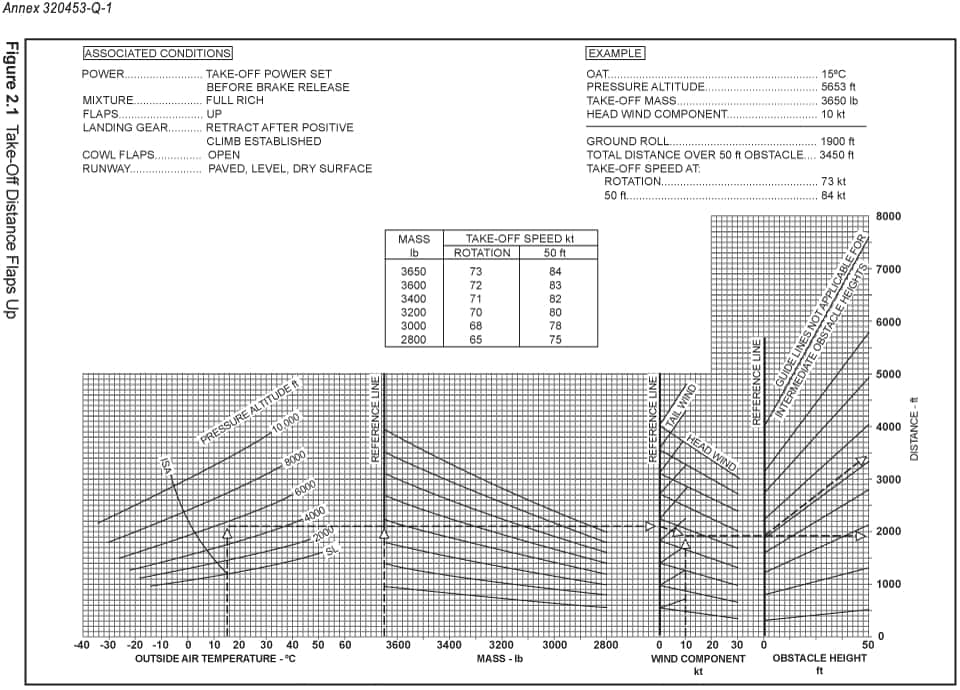 Annex 320453-Q-1
Figure 2.1 Take-Off Distance Flaps Up
ASSOCIATED CONDITIONS
POWER....................... TAKE-OFF POWER SET
BEFORE BRAKE RELEASE
MIXTURE.................... FULL RICH
FLAPS......................... UP
LANDING GEAR.......... RETRACT AFTER POSITIVE
CLIMB ESTABLISHED
COWL FLAPS.............. OPEN
RUNWAY..................... PAVED, LEVEL, DRY SURFACE
EXAMPLE
OAT.............................................................. 15ºC
PRESSURE ALTITUDE.................................. 5653 ft
TAKE-OFF MASS......................................... 3650 lb
HEAD WIND COMPONENT........................... 10 kt
GROUND ROLL............................................ 1900 ft
TOTAL DISTANCE OVER 50 ft OBSTACLE.... 3450 ft
TAKE-OFF SPEED AT:
ROTATION.............................................. 73 kt
50 ft......................................................... 84 kt
MASS TAKE-OFF SPEED kt
lb ROTATION 50 ft
3650 73 84
3600 72 83
3400 71 82
3200 70 80
3000 68 78
2800 65 75
PRESSURE ALTITUDE ft
10,000
8000
6000
4000
2000
SL
ISA
REFERENCE LINE
REFERENCE LINE
TAIL WIND
HEAD WIND
REFERENCE LINE
GUIDE LINES NOT APPLICABLE FOR
INTERMEDIATE OBSTACLE HEIGHTS
8000
7000
6000
5000
4000
3000
2000
1000
0
DISTANCE - ft
-40 -30 -20 -10 0 10 20 30 40 50 60
OUTSIDE AIR TEMPERATURE - ºC
3600 3400 3200 3000 2800
MASS - lb
0 10 20 30
WIND COMPONENT
kt
0 50
OBSTACLE HEIGHT
ft